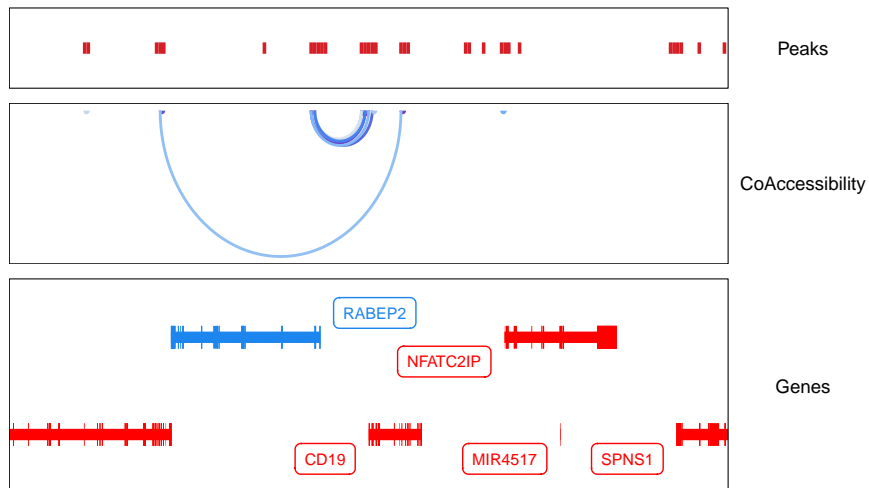 Peaks
CoAccessibility
RABEP2
NFATC2IP
Genes
CD19
MIR4517
SPNS1